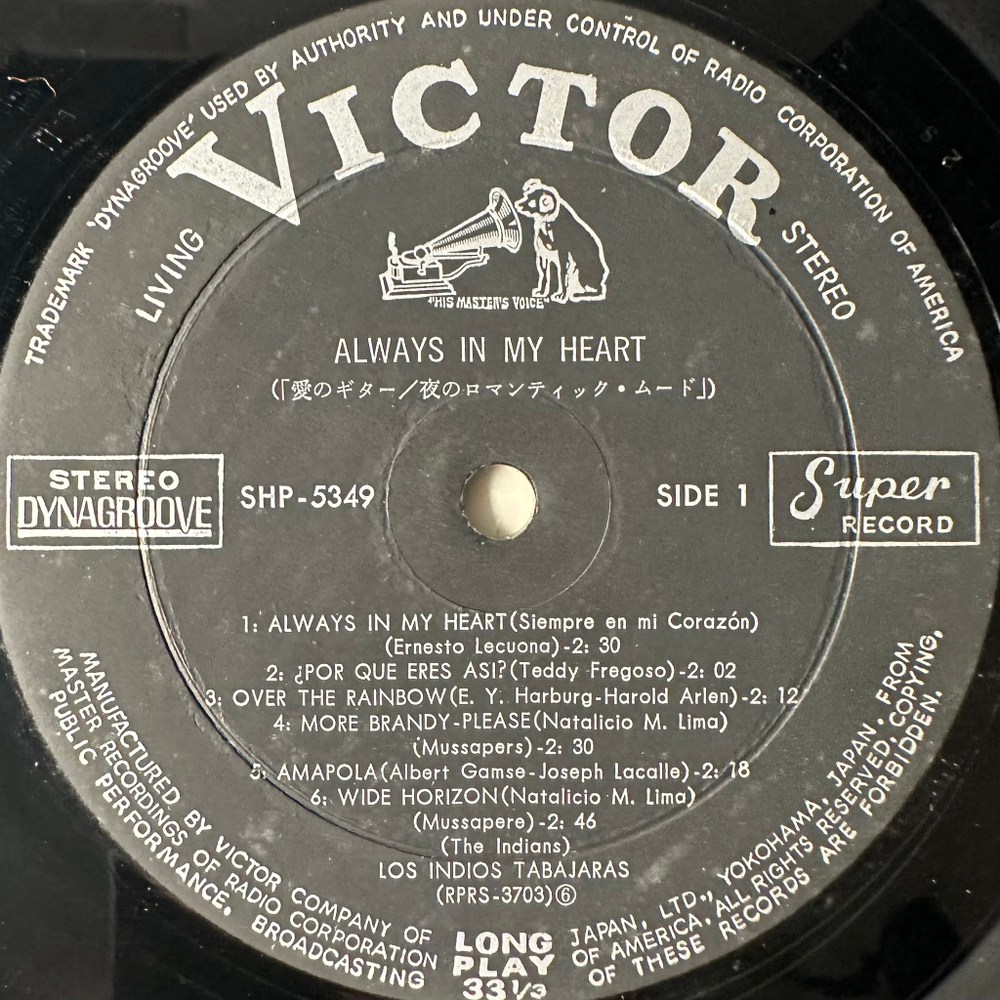 TRADEMARK 'DYNAGROOVE' USED BY AUTHORITY AND UNDER CONTROL OF RADIO CORPORATION OF AMERICA
VICTOR
LIVING
STEREO
"HIS MASTER'S VOICE"
ALWAYS IN MY HEART
(「愛のギター/夜のロマンティック・ムード」)
STEREO
DYNAGROOVE
SHP-5349
SIDE 1
Super
RECORD
1: ALWAYS IN MY HEART(Siempre en mi Corazón)
(Ernesto Lecuona)-2: 30
2: ¿POR QUE ERES ASI?(Teddy Fregoso)-2: 02
3: OVER THE RAINBOW(E. Y. Harburg-Harold Arlen)-2: 12
4: MORE BRANDY-PLEASE(Natalicio M. Lima)
(Mussapers)-2: 30
5: AMAPOLA(Albert Gamse-Joseph Lacalle)-2: 18
6: WIDE HORIZON(Natalicio M. Lima)
(Mussapere)-2: 46
(The Indians)
LOS INDIOS TABAJARAS
(RPRS-3703)⑥
MANUFACTURED BY VICTOR COMPANY OF JAPAN, LTD., YOKOHAMA, JAPAN, FROM
MASTER RECORDINGS OF RADIO CORPORATION OF AMERICA. ALL RIGHTS RESERVED. COPYING,
PUBLIC PERFORMANCE, BROADCASTING OF THESE RECORDS ARE FORBIDDEN.
LONG
PLAY
33 1/3